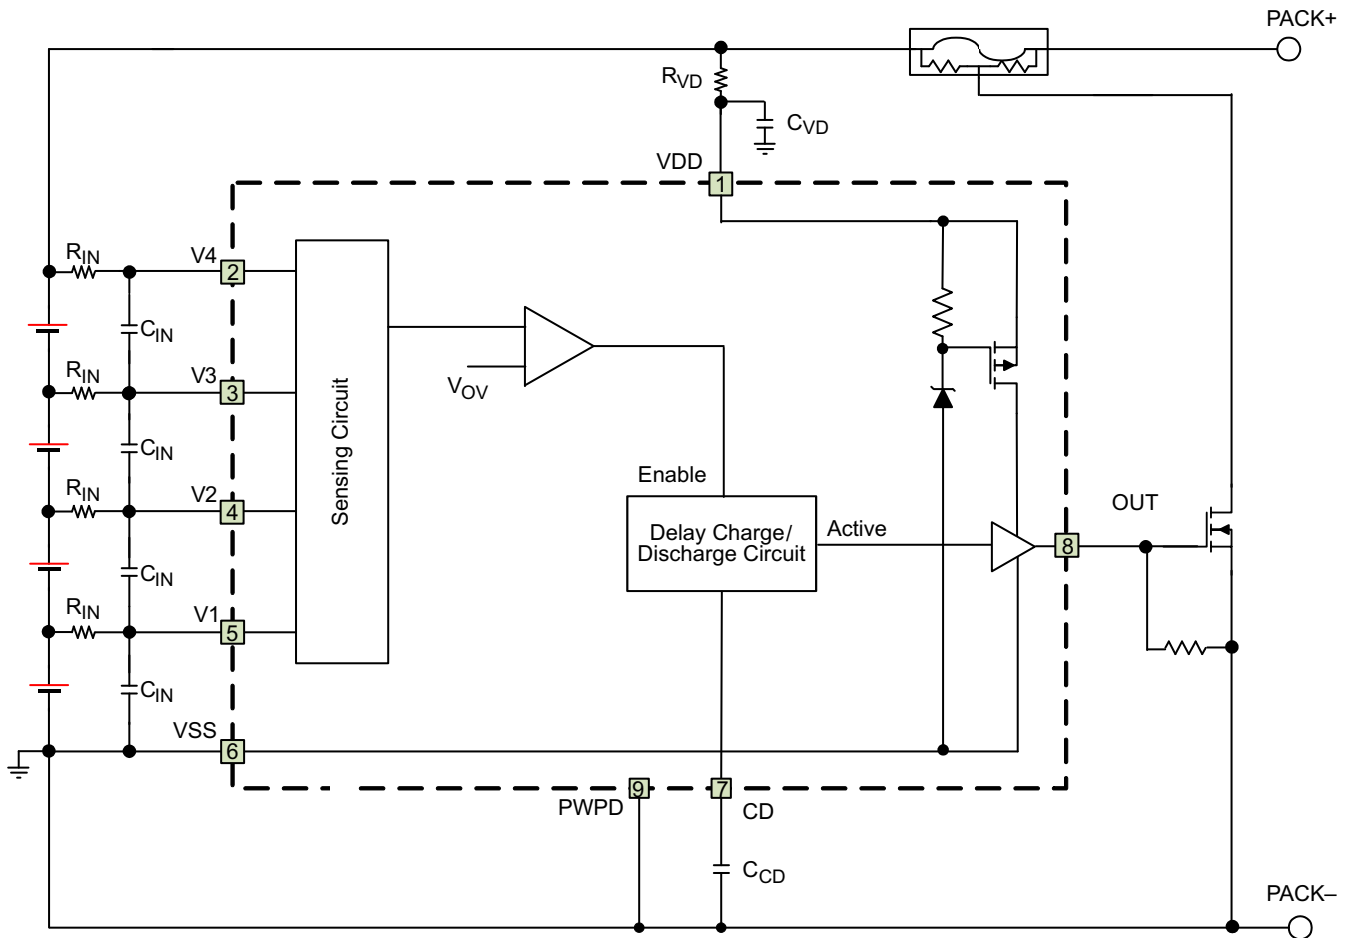 PACK+
RVD
CVD
VDD
1
RIN
V4
2
CIN
RIN
V3
3
VOV
CIN
Sensing Circuit
RIN
V2
4
Enable
OUT
Delay Charge/
Discharge Circuit
Active
8
CIN
RIN
V1
5
CIN
VSS
6
PWPD
9
7
CD
CCD
PACK–